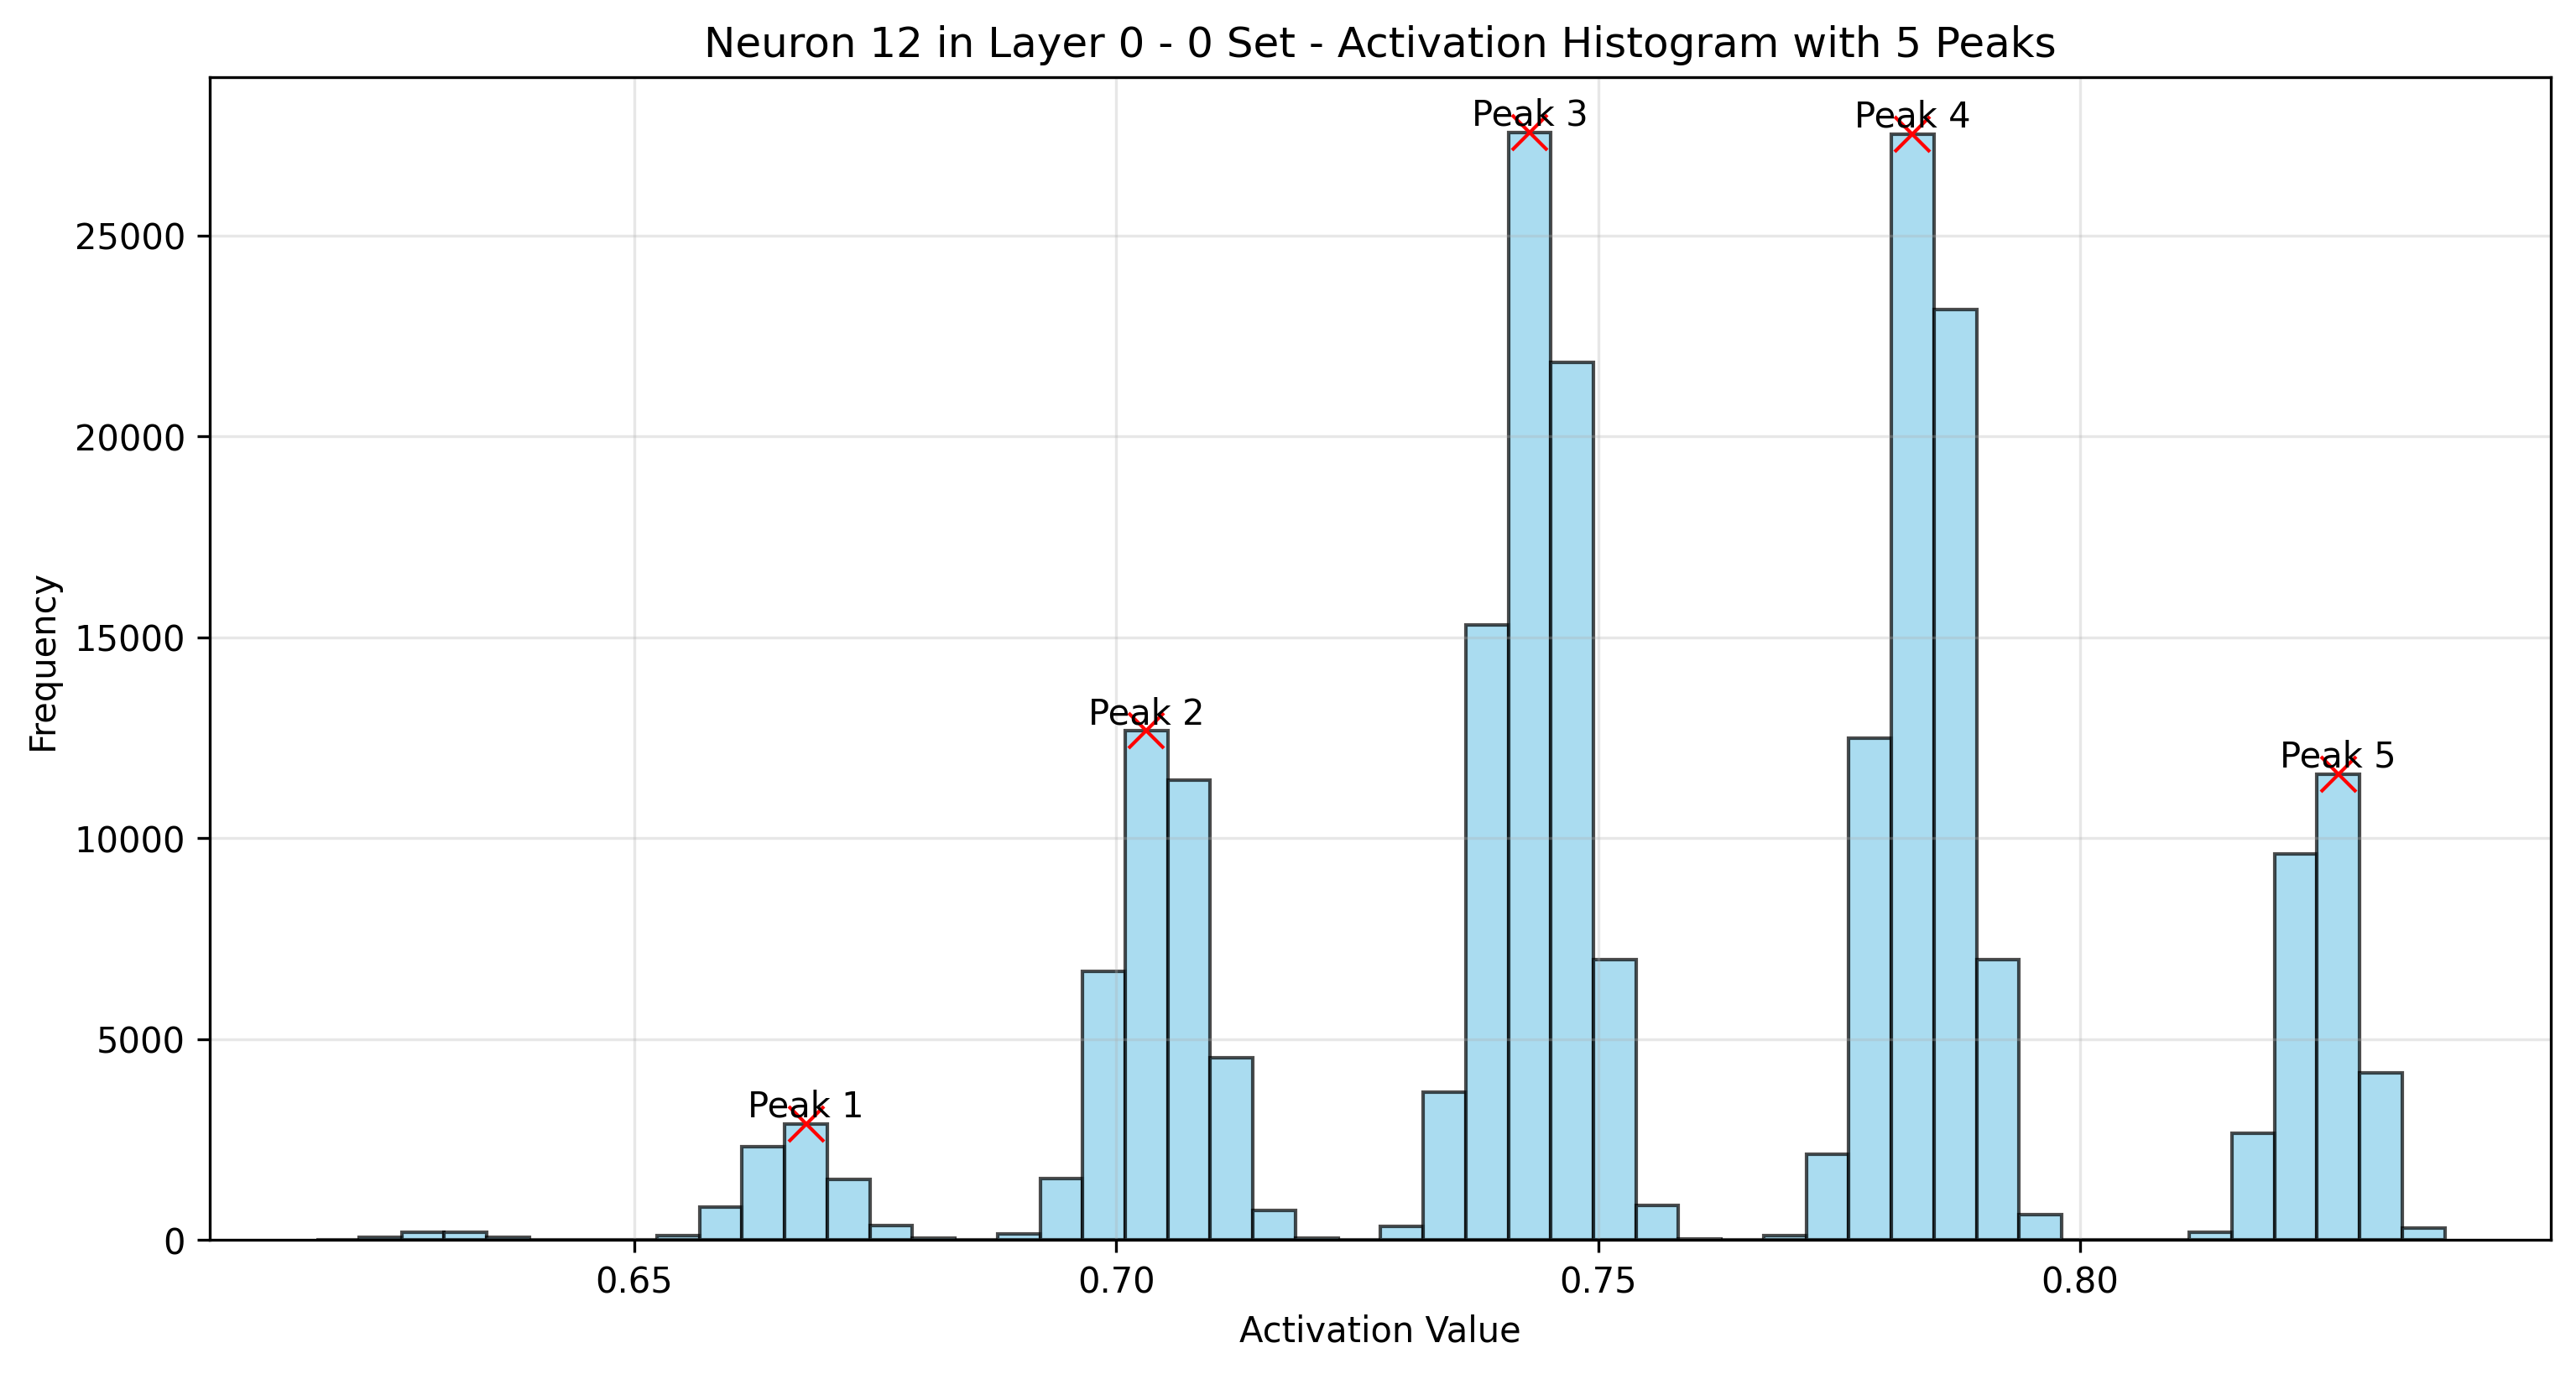 Neuron 12 in Layer 0 - 0 Set - Activation Histogram with 5 Peaks
Peak 3
Peak 4
25000
20000
15000
Peak 2
Peak 5
Frequency
10000
5000
Peak 1
0
0.65
0.70
0.75
0.80
Activation Value